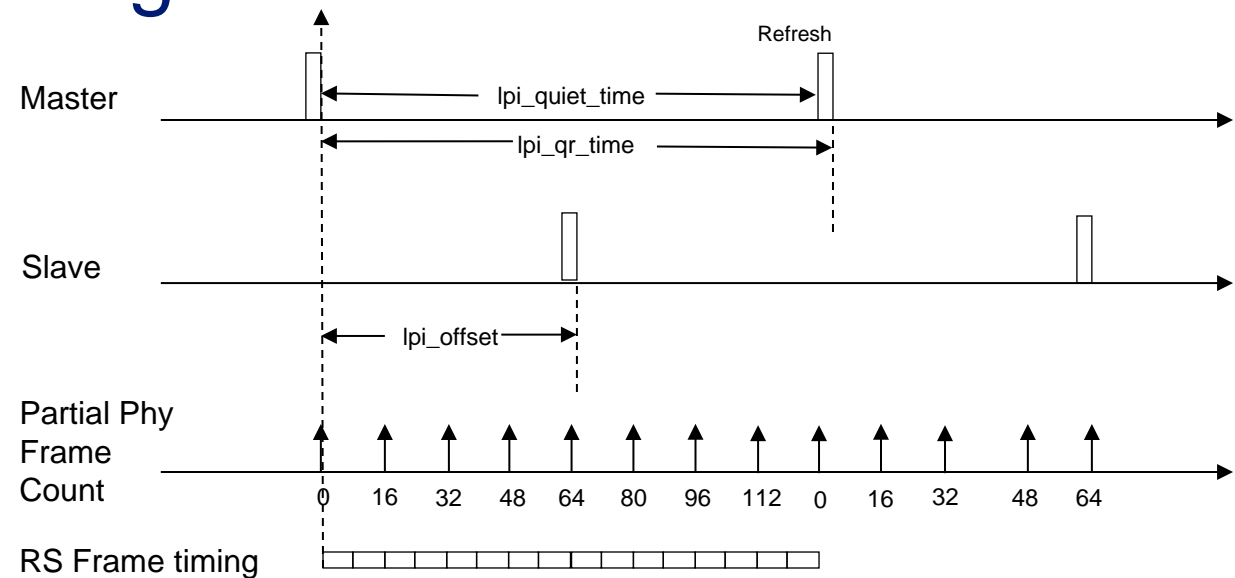 Refresh
Master
lpi_quiet_time
lpi_qr_time
Slave
lpi_offset
Partial Phy
Frame
Count
0 16 32 48 64 80 96 112 0 16 32 48 64
RS Frame timing